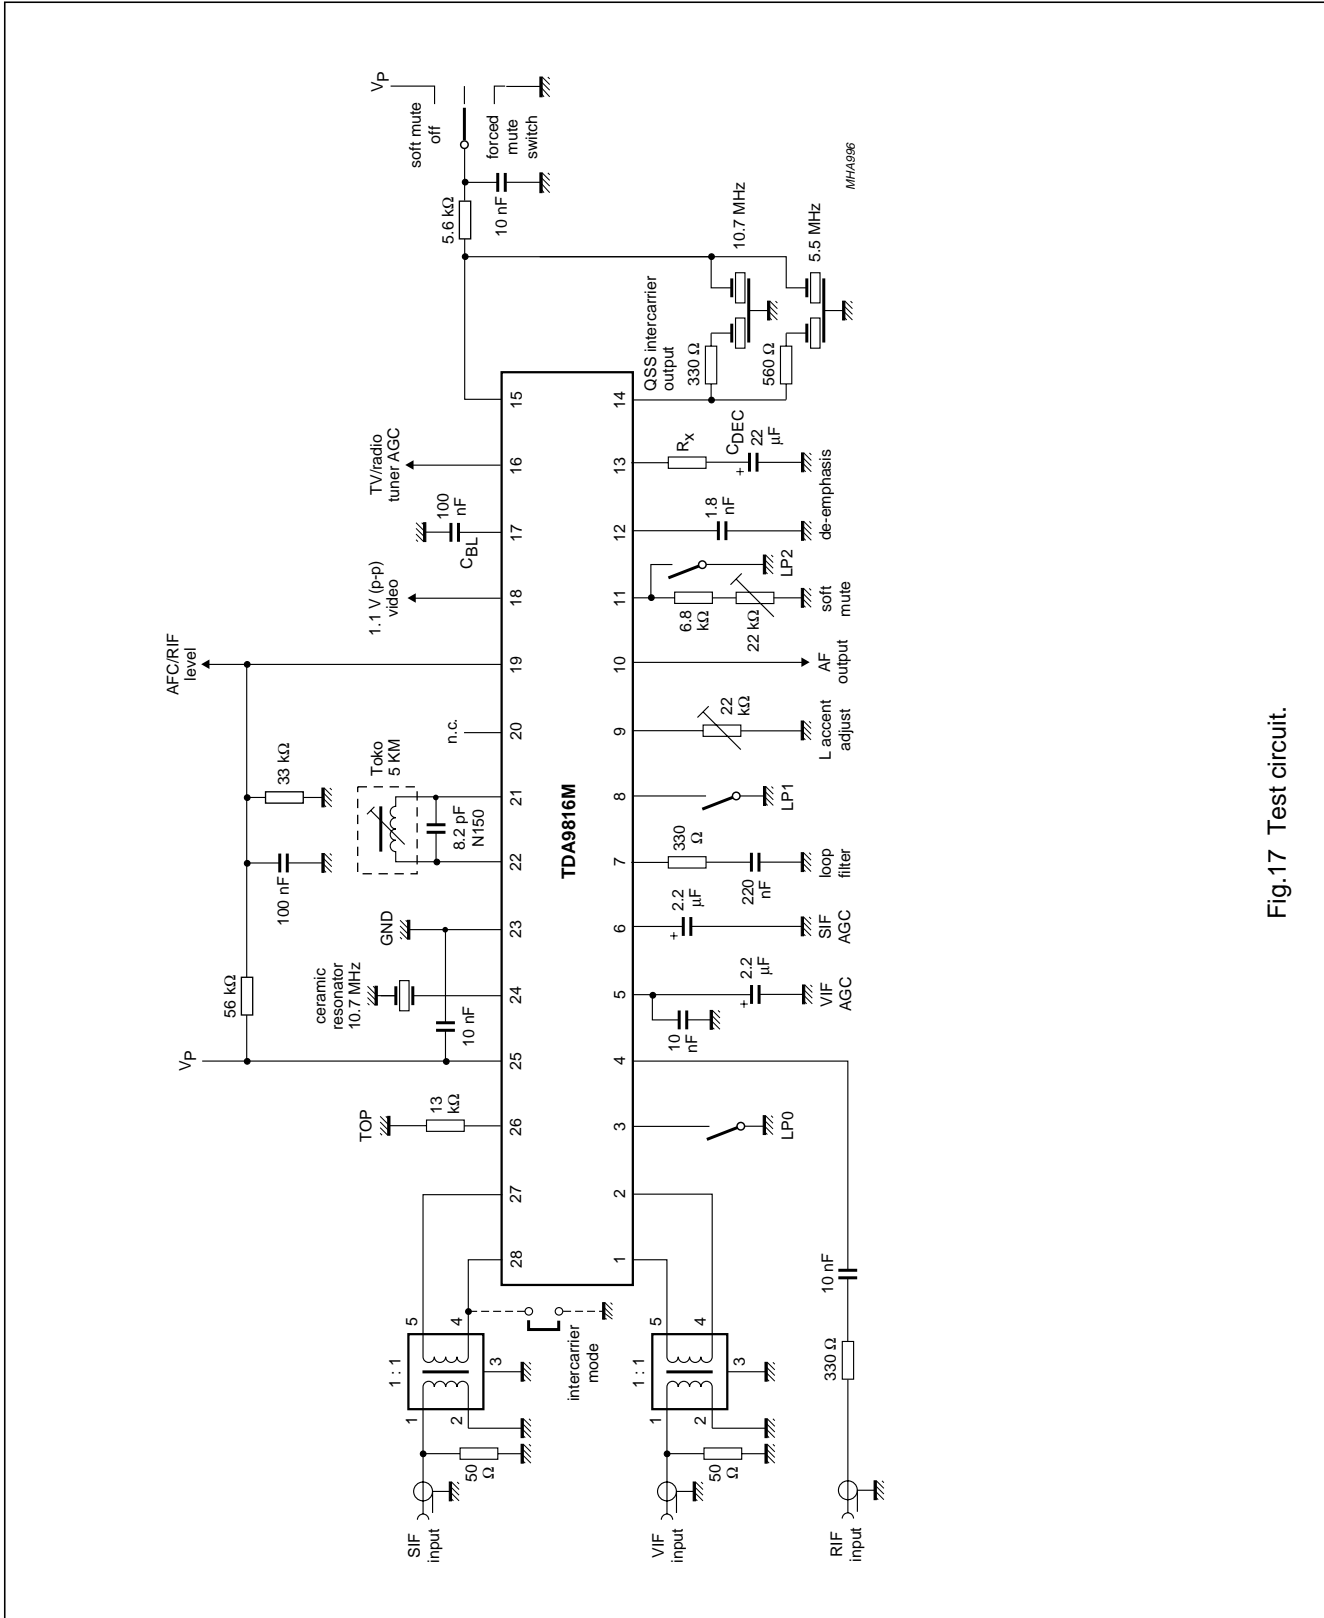 SIF
input
50
Ω
1 : 1
1
2
3
4
5
intercarrier
mode
VIF
input
50
Ω
1 : 1
1
2
3
4
5
RIF
input
330 Ω
10 nF
TDA9816M
28
27
26
25
24
23
22
21
20
19
18
17
16
15
1
2
3
4
5
6
7
8
9
10
11
12
13
14
TOP
13
kΩ
VP
56 kΩ
ceramic
resonator
10.7 MHz
10 nF
GND
100 nF
33 kΩ
Toko
5 KM
8.2 pF
N150
n.c.
AFC/RIF
level
1.1 V (p-p)
video
CBL
100
nF
TV/radio
tuner AGC
5.6 kΩ
10 nF
VP
soft mute
off
forced
mute
switch
LP0
10
nF
2.2
μF
VIF
AGC
2.2
μF
SIF
AGC
330
Ω
220
nF
loop
filter
LP1
22
kΩ
L accent
adjust
AF
output
6.8
kΩ
22 kΩ
soft
mute
LP2
1.8
nF
RX
CDEC
22
μF
de-emphasis
QSS intercarrier
output
330 Ω
560 Ω
10.7 MHz
5.5 MHz
MHA996
+
+
+
Fig.17 Test circuit.